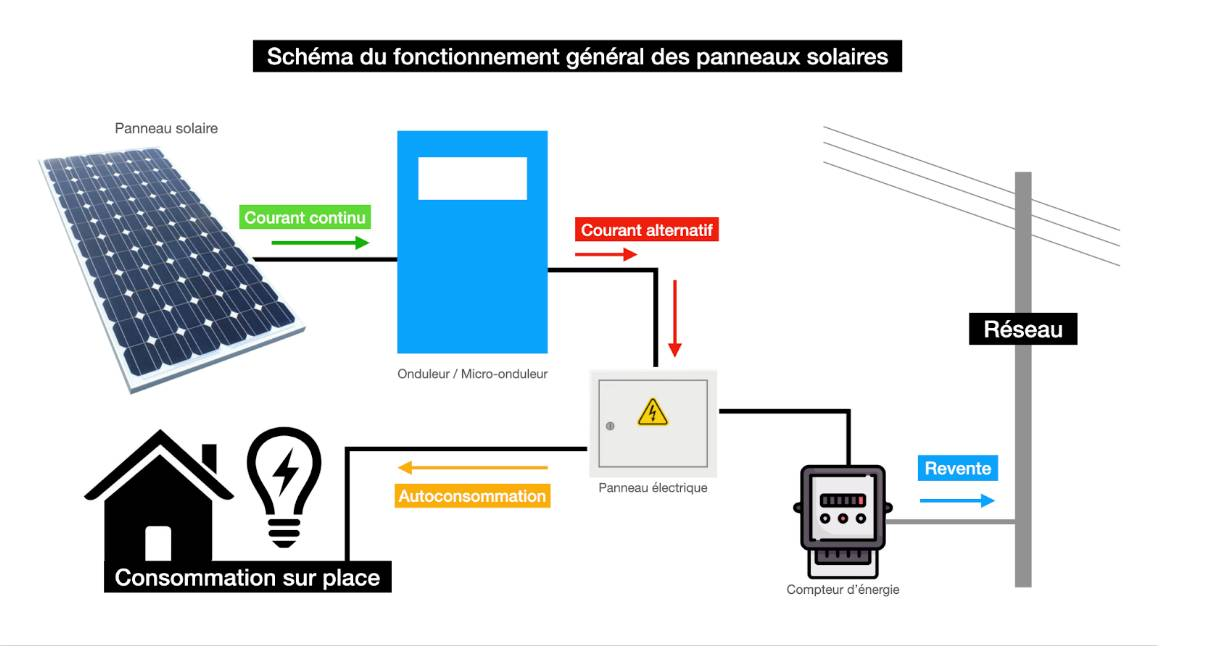 Schéma du fonctionnement général des panneaux solaires
Panneau solaire
Courant continu
Courant alternatif
Réseau
Onduleur / Micro-onduleur
Revente
Autoconsommation
Panneau électrique
Consommation sur place
Compteur d'énergie